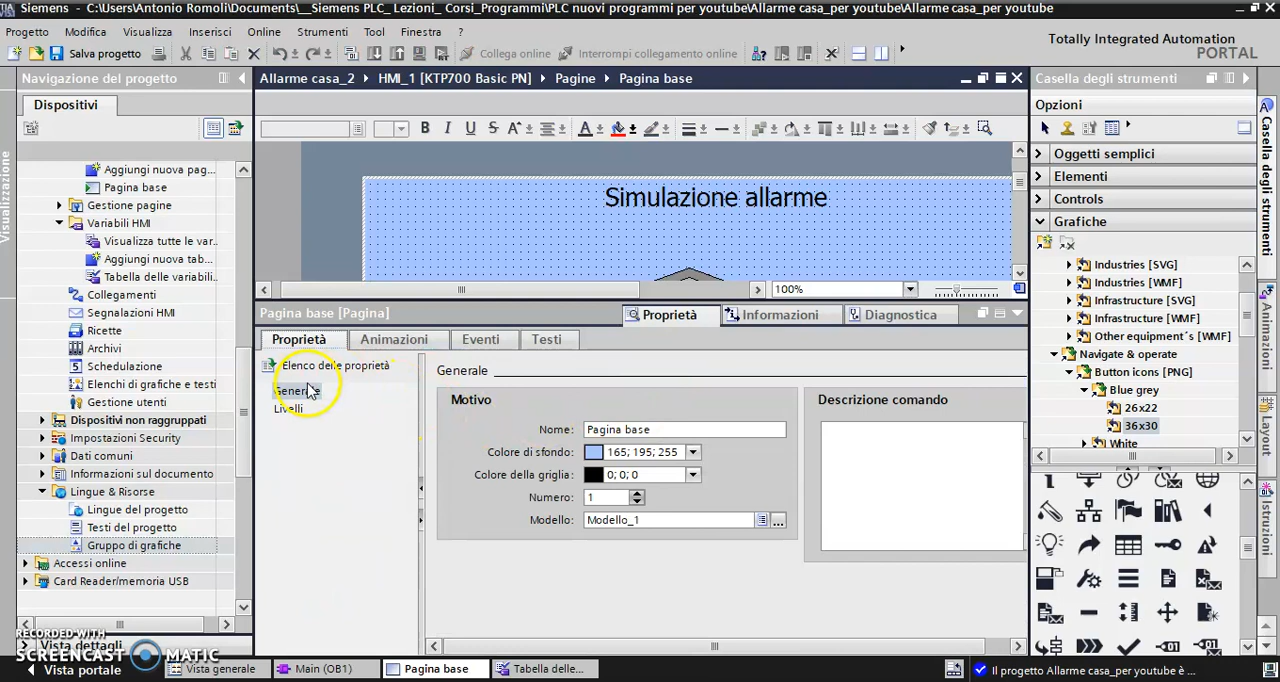 Siemens - C:\Users\Antonio Romoli\Documents\__Siemens PLC_ Lezioni_ Corsi_Programmi\PLC nuovi programmi per youtube\Allarme casa_per youtube\Allarme casa_per youtube
Progetto Modifica Visualizza Inserisci Online Strumenti Tool Finestra ?
Totally Integrated Automation
PORTAL
Salva progetto Collega online Interrompi collegamento online
Navigazione del progetto
Allarme casa_2 HMI_1 [KTP700 Basic PN] Pagine Pagina base
Casella degli strumenti
Dispositivi
Opzioni
B I U S A A
Visualizzazione
Aggiungi nuova pag...
Pagina base
Gestione pagine
Variabili HMI
Visualizza tutte le var...
Aggiungi nuova tab...
Tabella delle variabili...
Collegamenti
Segnalazioni HMI
Ricette
Archivi
Schedulazione
Elenchi di grafiche e testi
Gestione utenti
Dispositivi non raggruppati
Impostazioni Security
Dati comuni
Informazioni sul documento
Lingue & Risorse
Lingue del progetto
Testi del progetto
Gruppo di grafiche
Accessi online
Card Reader/memoria USB
Vista dettagli
Simulazione allarme
100%
Pagina base [Pagina]
Proprietà Informazioni Diagnostica
Proprietà Animazioni Eventi Testi
Elenco delle proprietà
Generale
Livelli
Generale
Motivo
Nome: Pagina base
Colore di sfondo: 165; 195; 255
Colore della griglia: 0; 0; 0
Numero: 1
Modello: Modello_1
Descrizione comando
Oggetti semplici
Elementi
Controls
Grafiche
Industries [SVG]
Industries [WMF]
Infrastructure [SVG]
Infrastructure [WMF]
Other equipment´s [WMF]
Navigate & operate
Button icons [PNG]
Blue grey
26x22
36x30
White
Casella degli strumenti
Animazioni
Layout
Istruzioni
RECORDED WITH
SCREENCAST MATIC
Vista portale Vista generale Main (OB1) Pagina base Tabella delle... Il progetto Allarme casa_per youtube è ...